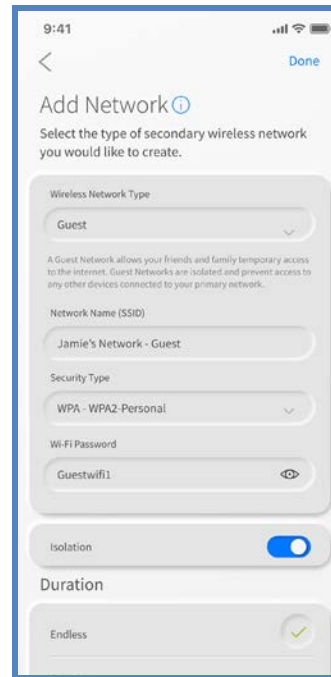 9:41
Done
Add Network
Select the type of secondary wireless network
you would like to create.
Wireless Network Type
Guest
A Guest Network allows your friends and family temporary access
to the internet. Guest Networks are isolated and prevent access to
any other devices connected to your primary network.
Network Name (SSID)
Jamie's Network - Guest
Security Type
WPA - WPA2-Personal
Wi-Fi Password
Guestwifi1
Isolation
Duration
Endless